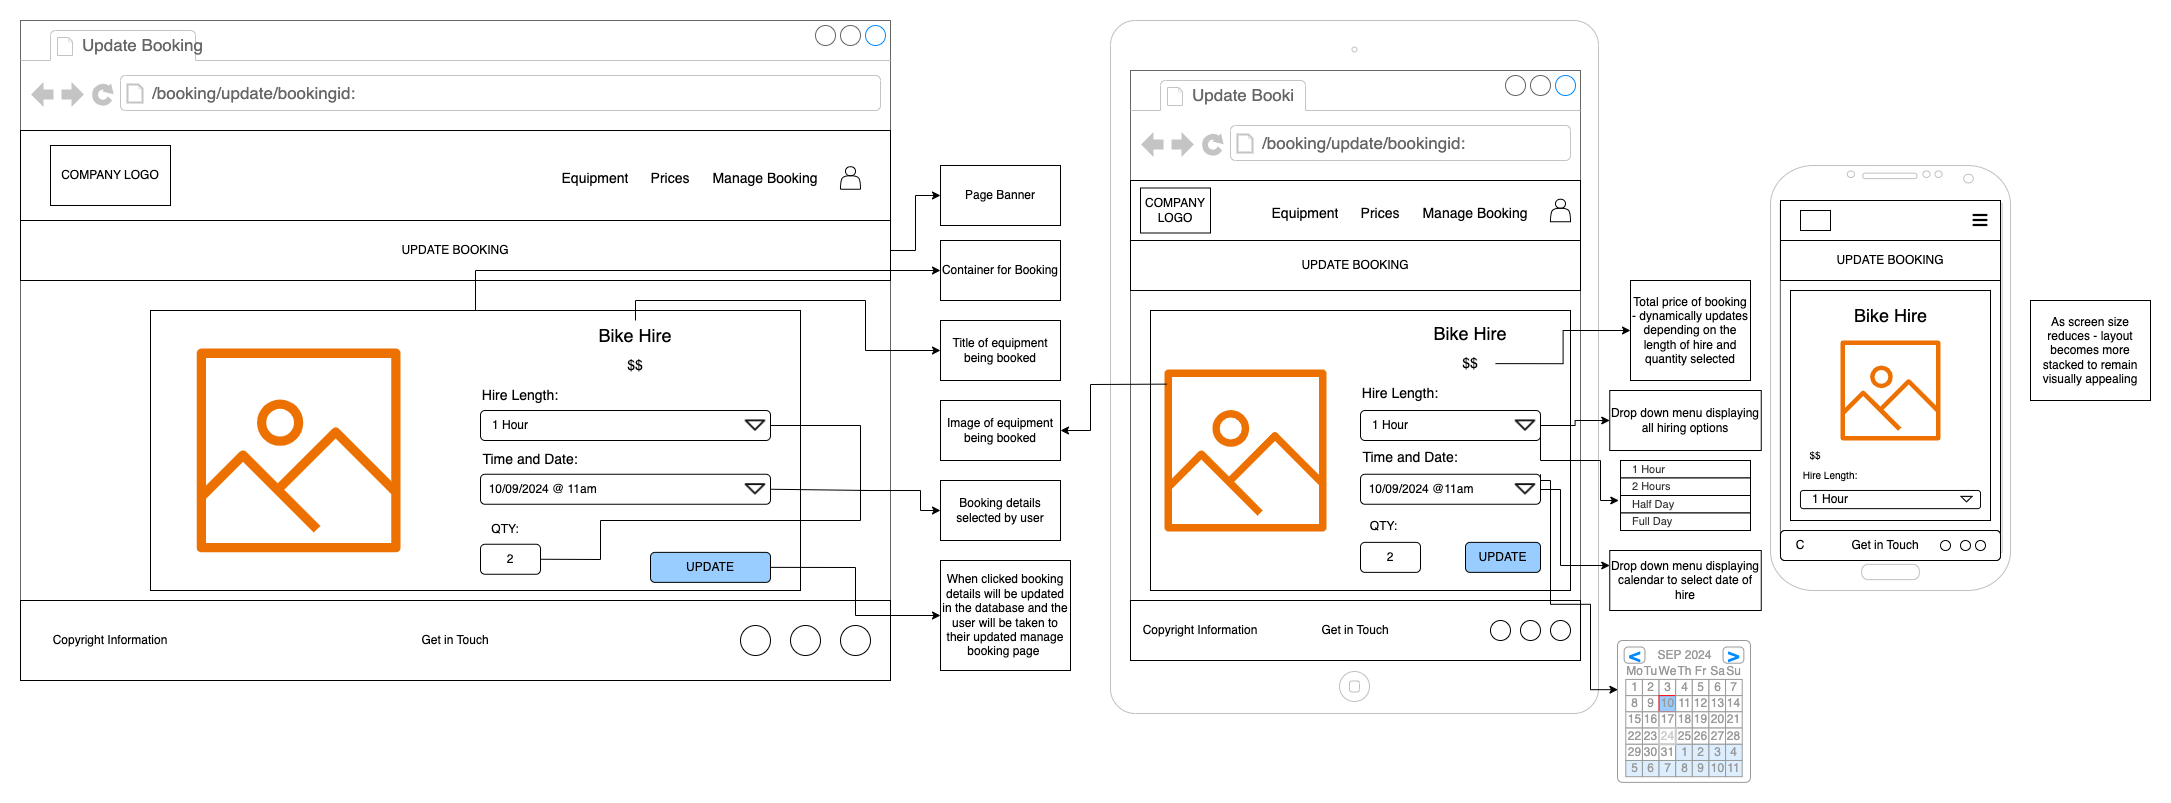 Update Booking
/booking/update/bookingid:
COMPANY LOGO
Equipment
Prices
Manage Booking
UPDATE BOOKING
Bike Hire
$$
Hire Length:
1 Hour
Time and Date:
10/09/2024 @ 11am
QTY:
2
UPDATE
Copyright Information
Get in Touch
Page Banner
Container for Booking
Title of equipment
being booked
Image of equipment
being booked
Booking details
selected by user
When clicked booking
details will be updated
in the database and the
user will be taken to
their updated manage
booking page
Update Booki
/booking/update/bookingid:
COMPANY
LOGO
Equipment
Prices
Manage Booking
UPDATE BOOKING
Bike Hire
$$
Hire Length:
1 Hour
Time and Date:
10/09/2024 @11am
QTY:
2
UPDATE
Copyright Information
Get in Touch
Total price of booking
- dynamically updates
depending on the
length of hire and
quantity selected
Drop down menu displaying
all hiring options
1 Hour
2 Hours
Half Day
Full Day
Drop down menu displaying
calendar to select date of
hire
< SEP 2024 >
Mo Tu We Th Fr Sa Su
1 2 3 4 5 6 7
8 9 10 11 12 13 14
15 16 17 18 19 20 21
22 23 24 25 26 27 28
29 30 31 1 2 3 4
5 6 7 8 9 10 11
UPDATE BOOKING
Bike Hire
$$
Hire Length:
1 Hour
C
Get in Touch
As screen size
reduces - layout
becomes more
stacked to remain
visually appealing